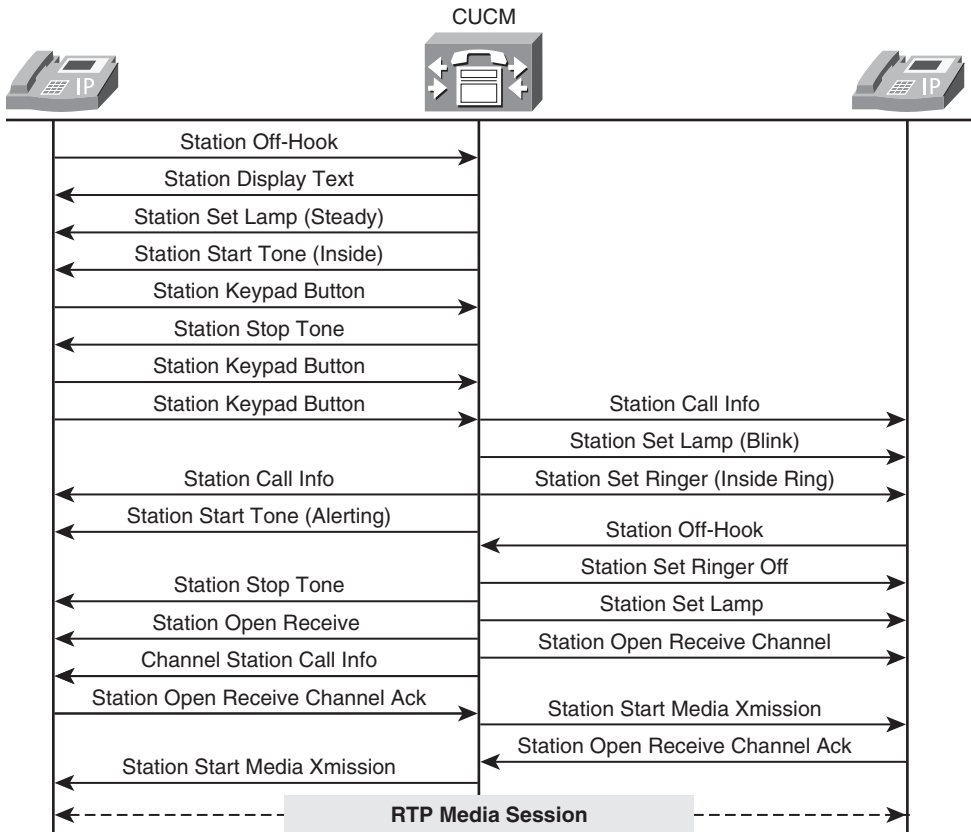 CUCM
IP
IP
Station Off-Hook
Station Display Text
Station Set Lamp (Steady)
Station Start Tone (Inside)
Station Keypad Button
Station Stop Tone
Station Keypad Button
Station Keypad Button
Station Call Info
Station Set Lamp (Blink)
Station Call Info
Station Set Ringer (Inside Ring)
Station Start Tone (Alerting)
Station Off-Hook
Station Set Ringer Off
Station Stop Tone
Station Set Lamp
Station Open Receive
Station Open Receive Channel
Channel Station Call Info
Station Open Receive Channel Ack
Station Start Media Xmission
Station Open Receive Channel Ack
Station Start Media Xmission
RTP Media Session